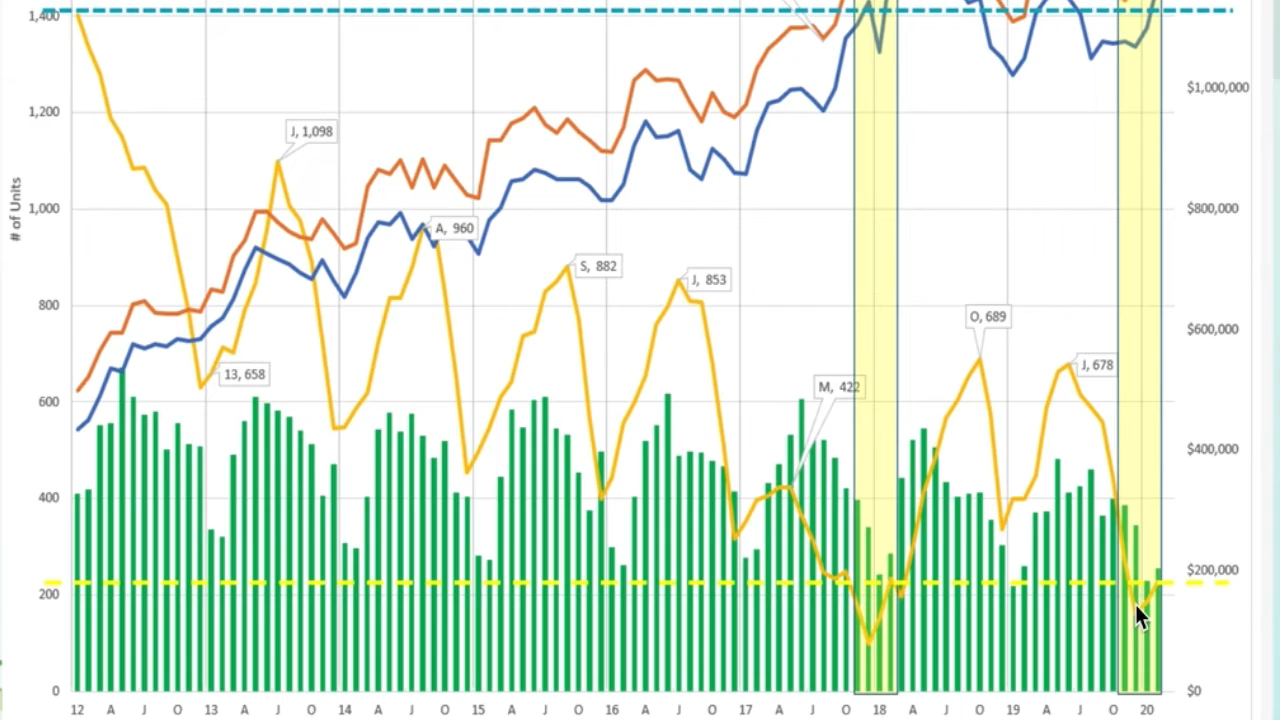 1,400
1,200
1,000
800
600
400
200
0
# of Units
J, 1,098
A, 960
S, 882
J, 853
O, 689
J, 678
13, 658
M, 422
$1,000,000
$800,000
$600,000
$400,000
$200,000
$0
12 A J O 13 A J O 14 A J O 15 A J O 16 A J O 17 A J O 18 A J O 19 A J O 20